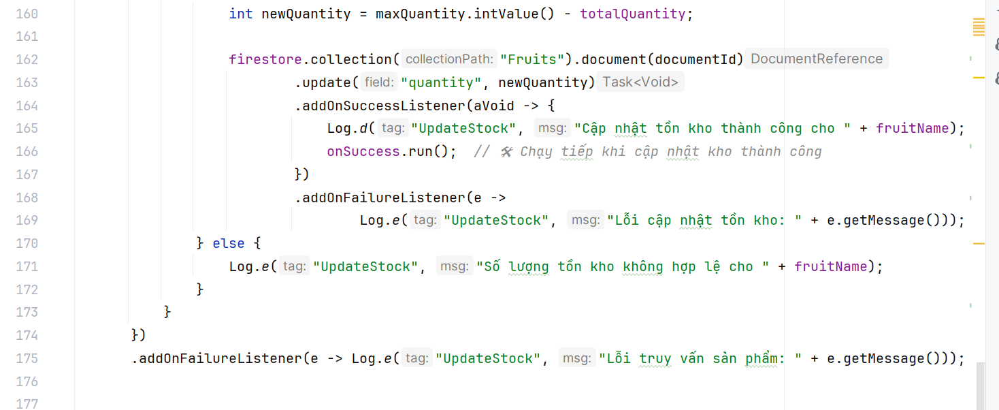 160 int newQuantity = maxQuantity.intValue() - totalQuantity;
161
162 firestore.collection( collectionPath: "Fruits").document(documentId) DocumentReference
163 .update( field: "quantity", newQuantity) Task<Void>
164 .addOnSuccessListener(aVoid -> {
165 Log.d( tag: "UpdateStock", msg: "Cập nhật tồn kho thành công cho " + fruitName);
166 onSuccess.run(); // 🛠 Chạy tiếp khi cập nhật kho thành công
167 })
168 .addOnFailureListener(e ->
169 Log.e( tag: "UpdateStock", msg: "Lỗi cập nhật tồn kho: " + e.getMessage()));
170 } else {
171 Log.e( tag: "UpdateStock", msg: "Số lượng tồn kho không hợp lệ cho " + fruitName);
172 }
173 }
174 })
175 .addOnFailureListener(e -> Log.e( tag: "UpdateStock", msg: "Lỗi truy vấn sản phẩm: " + e.getMessage()));
176
177